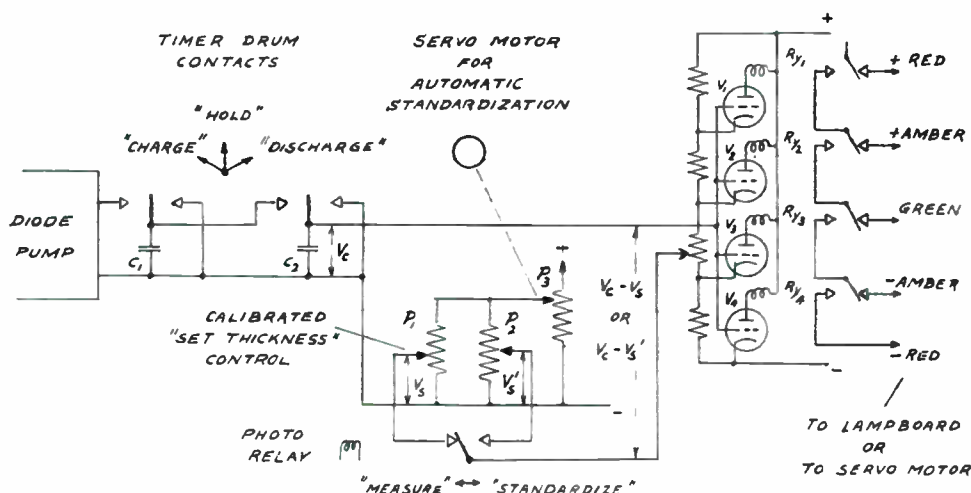 TIMER DRUM
CONTACTS
"HOLD"
"CHARGE"
"DISCHARGE"
SERVO MOTOR
FOR
AUTOMATIC
STANDARDIZATION
DIODE
PUMP
C1
C2
Vc
CALIBRATED
"SET THICKNESS"
CONTROL
P1
P2
P3
+
Vs
Vs'
-
Vc - Vs
OR
Vc - Vs'
PHOTO
RELAY
"MEASURE" ↔ "STANDARDIZE"
V1
V2
V3
V4
RY1
RY2
RY3
RY4
+
-
+ RED
+AMBER
GREEN
-AMBER
-RED
TO LAMPBOARD
OR
TO SERVO MOTOR